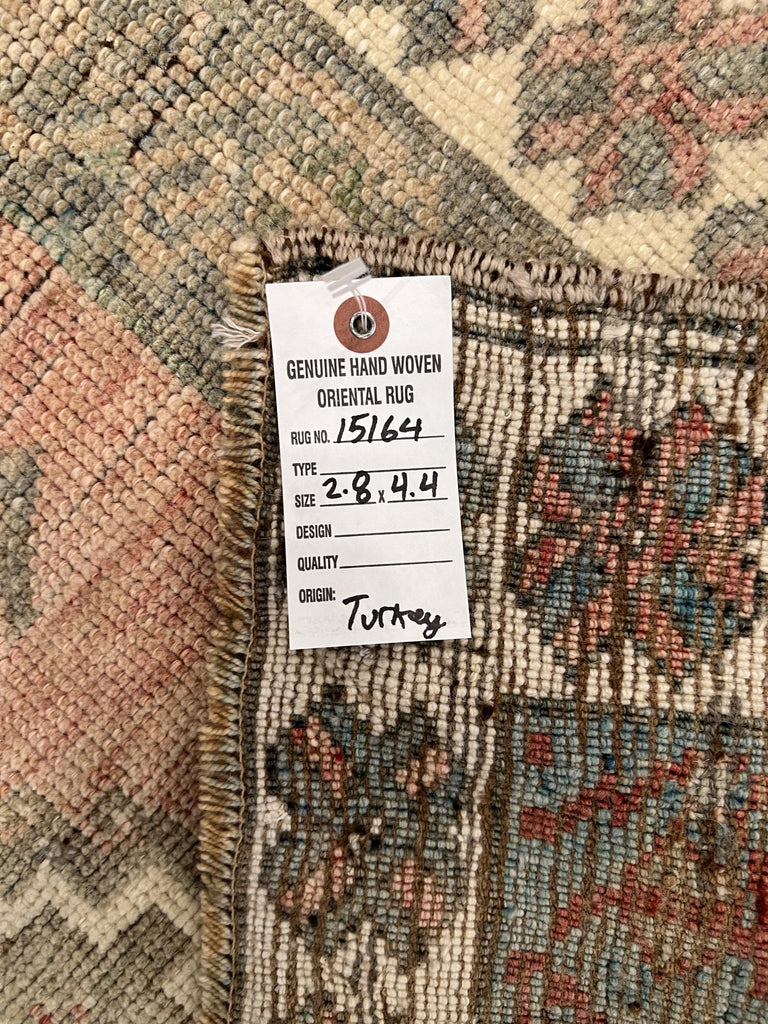 GENUINE HAND WOVEN
ORIENTAL RUG
RUG NO. 15164
TYPE
SIZE 2.8 x 4.4
DESIGN
QUALITY
ORIGIN:
Turkey